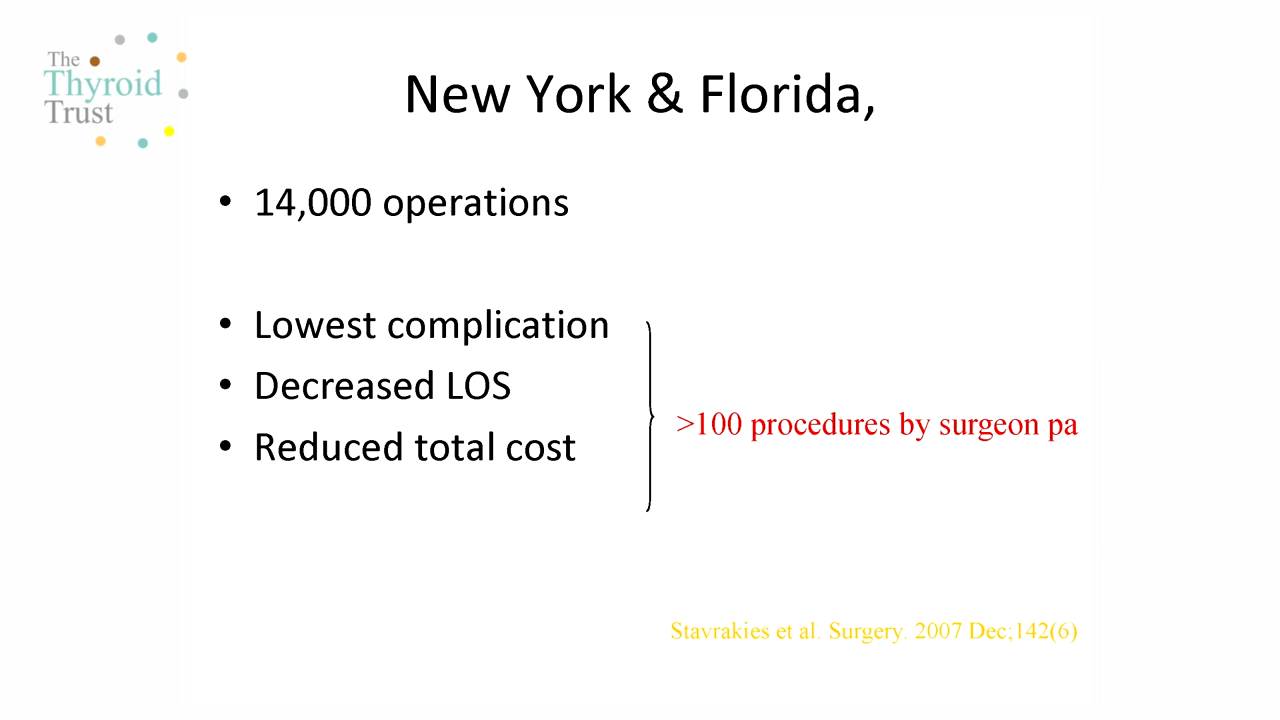 The
Thyroid
Trust
New York & Florida,
• 14,000 operations
• Lowest complication
• Decreased LOS
• Reduced total cost
>100 procedures by surgeon pa
Stavrakies et al. Surgery. 2007 Dec;142(6)